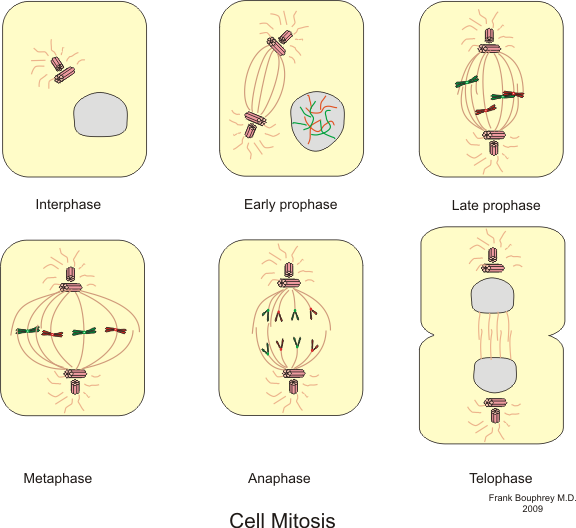 Interphase
Early prophase
Late prophase
Metaphase
Anaphase
Telophase
Frank Bouphrey M.D.
2009
Cell Mitosis